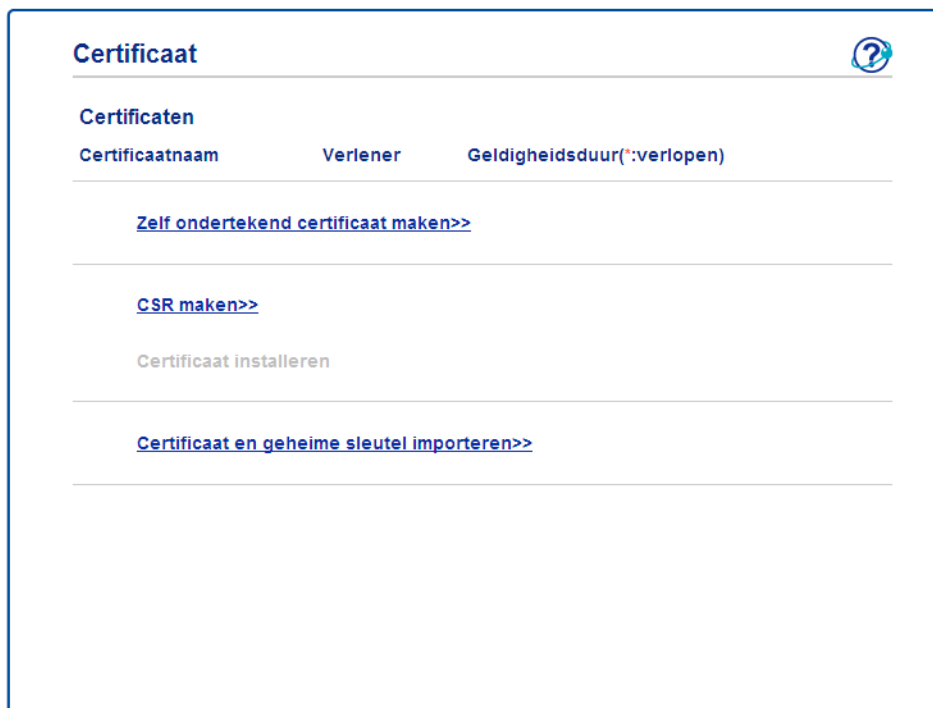 Certificaat
?
Certificaten
Certificaatnaam Verlener Geldigheidsduur(*:verlopen)
Zelf ondertekend certificaat maken>>
CSR maken>>
Certificaat installeren
Certificaat en geheime sleutel importeren>>